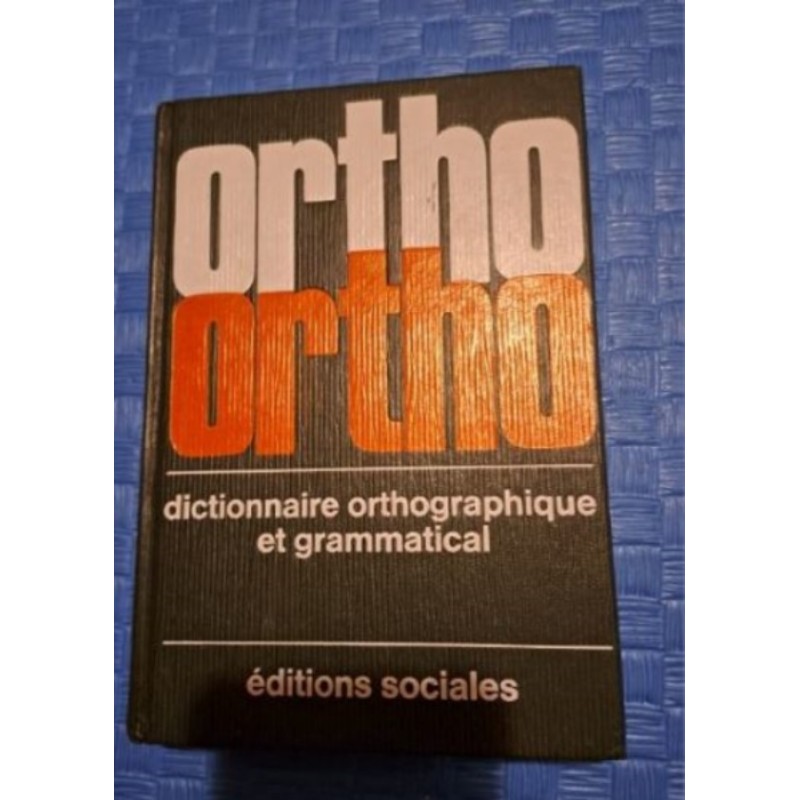 ortho
ortho
dictionnaire orthographique
et grammatical
éditions sociales